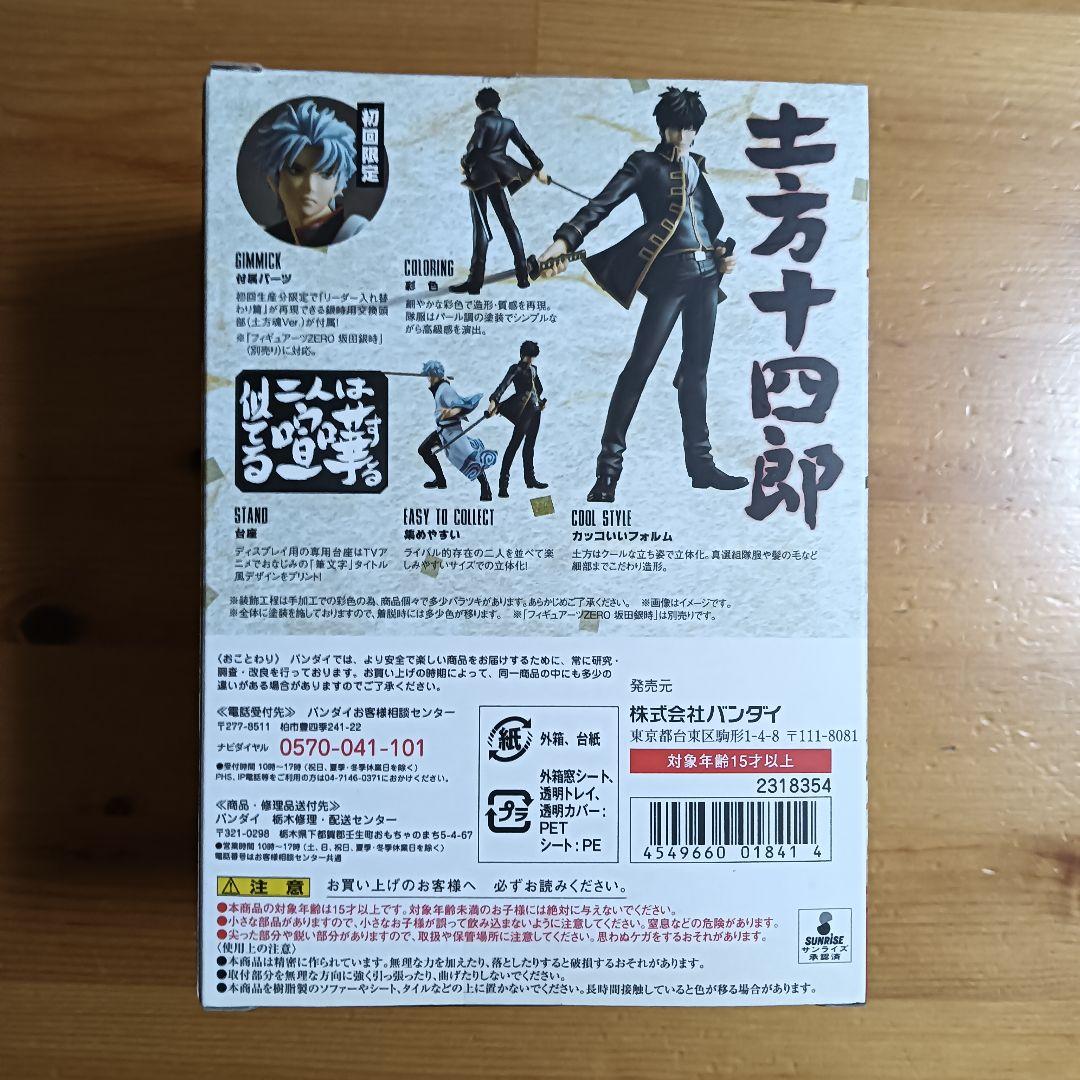 土方十四郎
初回限定
GIMMICK
付属パーツ
初回生産分限定で「リーダー入れ替
わり篇」が再現できる銀時用交換頭
部(土方魂Ver.)が付属!
※「フィギュアーツZERO 坂田銀時」
(別売り)に対応。
COLORING
彩色
細やかな彩色で造形・質感を再現。
隊服はパール調の塗装でシンプルな
がら高級感を演出。
二人は
喧嘩する
似てる
STAND
台座
ディスプレイ用の専用台座はTVア
ニメでおなじみの「筆文字」タイトル
風デザインをプリント!
EASY TO COLLECT
集めやすい
ライバル的存在の二人を並べて楽
しみやすいサイズでの立体化!
COOL STYLE
カッコいいフォルム
土方はクールな立ち姿で立体化。真選組隊服や髪の毛など
細部までこだわり造形。
※装飾工程は手加工での彩色の為、商品個々で多少バラツキがあります。あらかじめご了承ください。 ※画像はイメージです。
※全体に塗装を施しておりますので、着脱時には多少色が移ります。 ※「フィギュアーツZERO 坂田銀時」は別売りです。
〈おことわり〉 バンダイでは、より安全で楽しい商品をお届けするために、常に研究・
調査・改良を行っております。お買い上げの時期によって、同一商品の中にも多少の
違いがある場合がありますのでご了承ください。
≪電話受付先≫ バンダイお客様相談センター
〒277-8511 柏市豊四季241-22
ナビダイヤル 0570-041-101
●受付時間 10時〜17時(祝日、夏季・冬季休業日を除く)
PHS、IP電話等をご利用の方は04-7146-0371におかけください。
≪商品・修理品送付先≫
バンダイ 栃木修理・配送センター
〒321-0298 栃木県下都賀郡壬生町おもちゃのまち5-4-67
●営業時間 10時〜17時(土、日、祝日、夏季・冬季休業日を除く)
電話番号はお客様相談センター共通
紙
外箱、台紙
プラ
外箱窓シート、
透明トレイ、
透明カバー:
PET
シート:PE
発売元
株式会社バンダイ
東京都台東区駒形1-4-8 〒111-8081
対象年齢15才以上
2318354
4549660 01841 4
注意 お買い上げのお客様へ 必ずお読みください。
●本商品の対象年齢は15才以上です。対象年齢未満のお子様には絶対に与えないでください。
●小さな部品がありますので、小さなお子様が誤って飲み込まないように注意してください。窒息などの危険があります。
●尖った部分や鋭い部分がありますので、取扱や保管場所に注意してください。思わぬケガをするおそれがあります。
〈使用上の注意〉
●本商品は精密に作られています。無理な力を加えたり、落としたりすると破損するおそれがあります。
●取付部分を無理な方向に強く引っ張ったり、曲げたりしないでください。
●本商品を樹脂製のソファーやシート、タイルなどの上に置かないでください。長時間接触していると色が移る場合があります。
SUNRISE
サンライズ
承認済